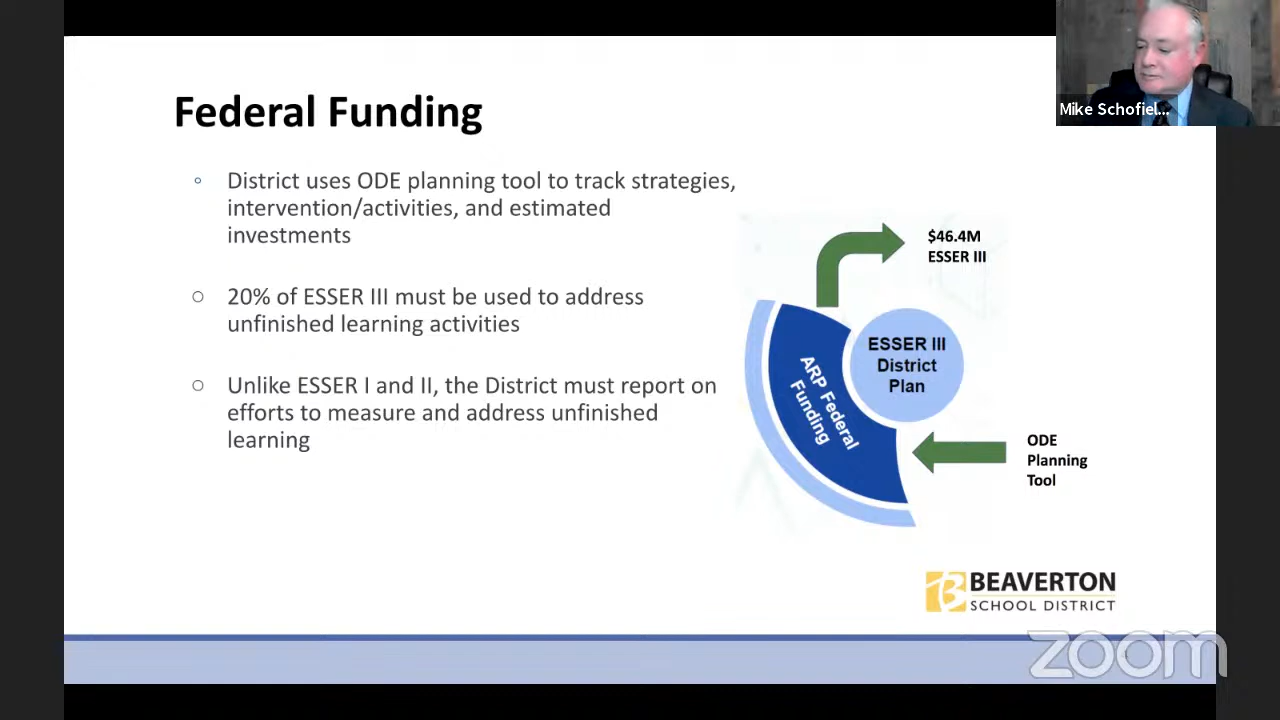 Federal Funding
District uses ODE planning tool to track strategies,
intervention/activities, and estimated
investments
20% of ESSER III must be used to address
unfinished learning activities
Unlike ESSER I and II, the District must report on
efforts to measure and address unfinished
learning
$46.4M
ESSER III
ESSER III
District
Plan
ARP Federal
Funding
ODE
Planning
Tool
BEAVERTON
SCHOOL DISTRICT
Mike Schofiel...
zoom